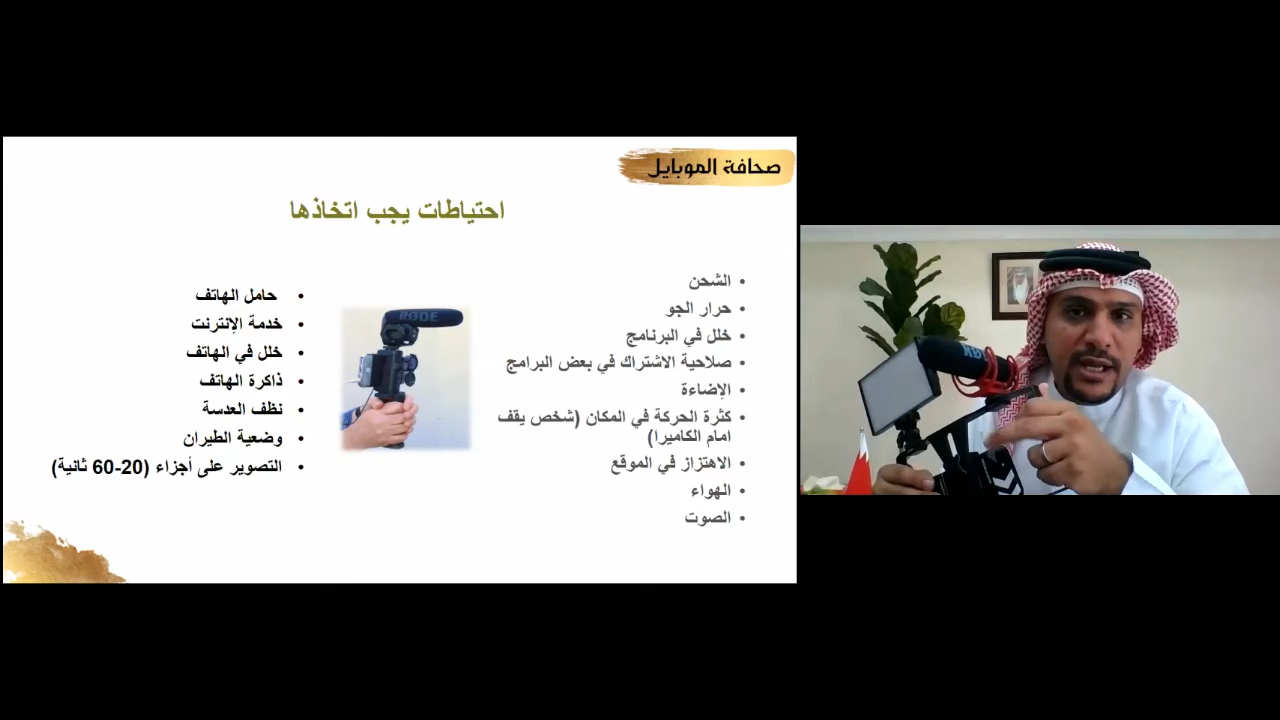 صحافة الموبايل
احتياطات يجب اتخاذها
الشحن
حرار الجو
خلل في البرنامج
صلاحية الاشتراك في بعض البرامج
الإضاءة
كثرة الحركة في المكان (شخص يقف
امام الكاميرا)
الاهتزاز في الموقع
الهواء
الصوت
RØDE
حامل الهاتف
خدمة الإنترنت
خلل في الهاتف
ذاكرة الهاتف
نظف العدسة
وضعية الطيران
التصوير على أجزاء (20-60 ثانية)